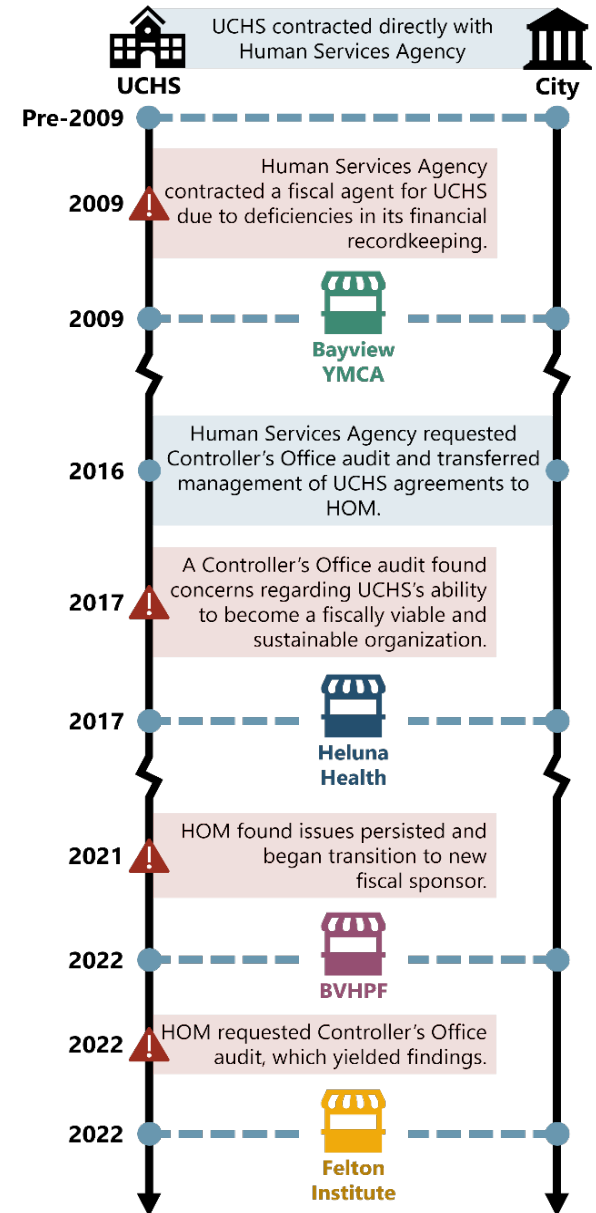 UCHS contracted directly with
Human Services Agency
UCHS
City
Pre-2009
2009
Human Services Agency
contracted a fiscal agent for UCHS
due to deficiencies in its financial
recordkeeping.
2009
Bayview
YMCA
2016
Human Services Agency requested
Controller's Office audit and transferred
management of UCHS agreements to
HOM.
2017
A Controller's Office audit found
concerns regarding UCHS's ability
to become a fiscally viable and
sustainable organization.
2017
Heluna
Health
2021
HOM found issues persisted and
began transition to new
fiscal sponsor.
2022
BVHPF
2022
HOM requested Controller's Office
audit, which yielded findings.
2022
Felton
Institute